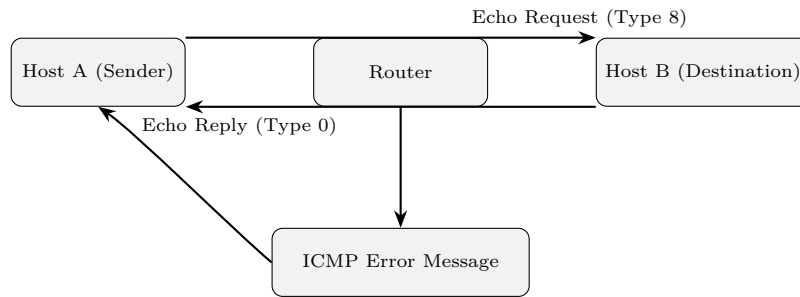 Echo Request (Type 8)
Host A (Sender)
Router
Host B (Destination)
Echo Reply (Type 0)
ICMP Error Message